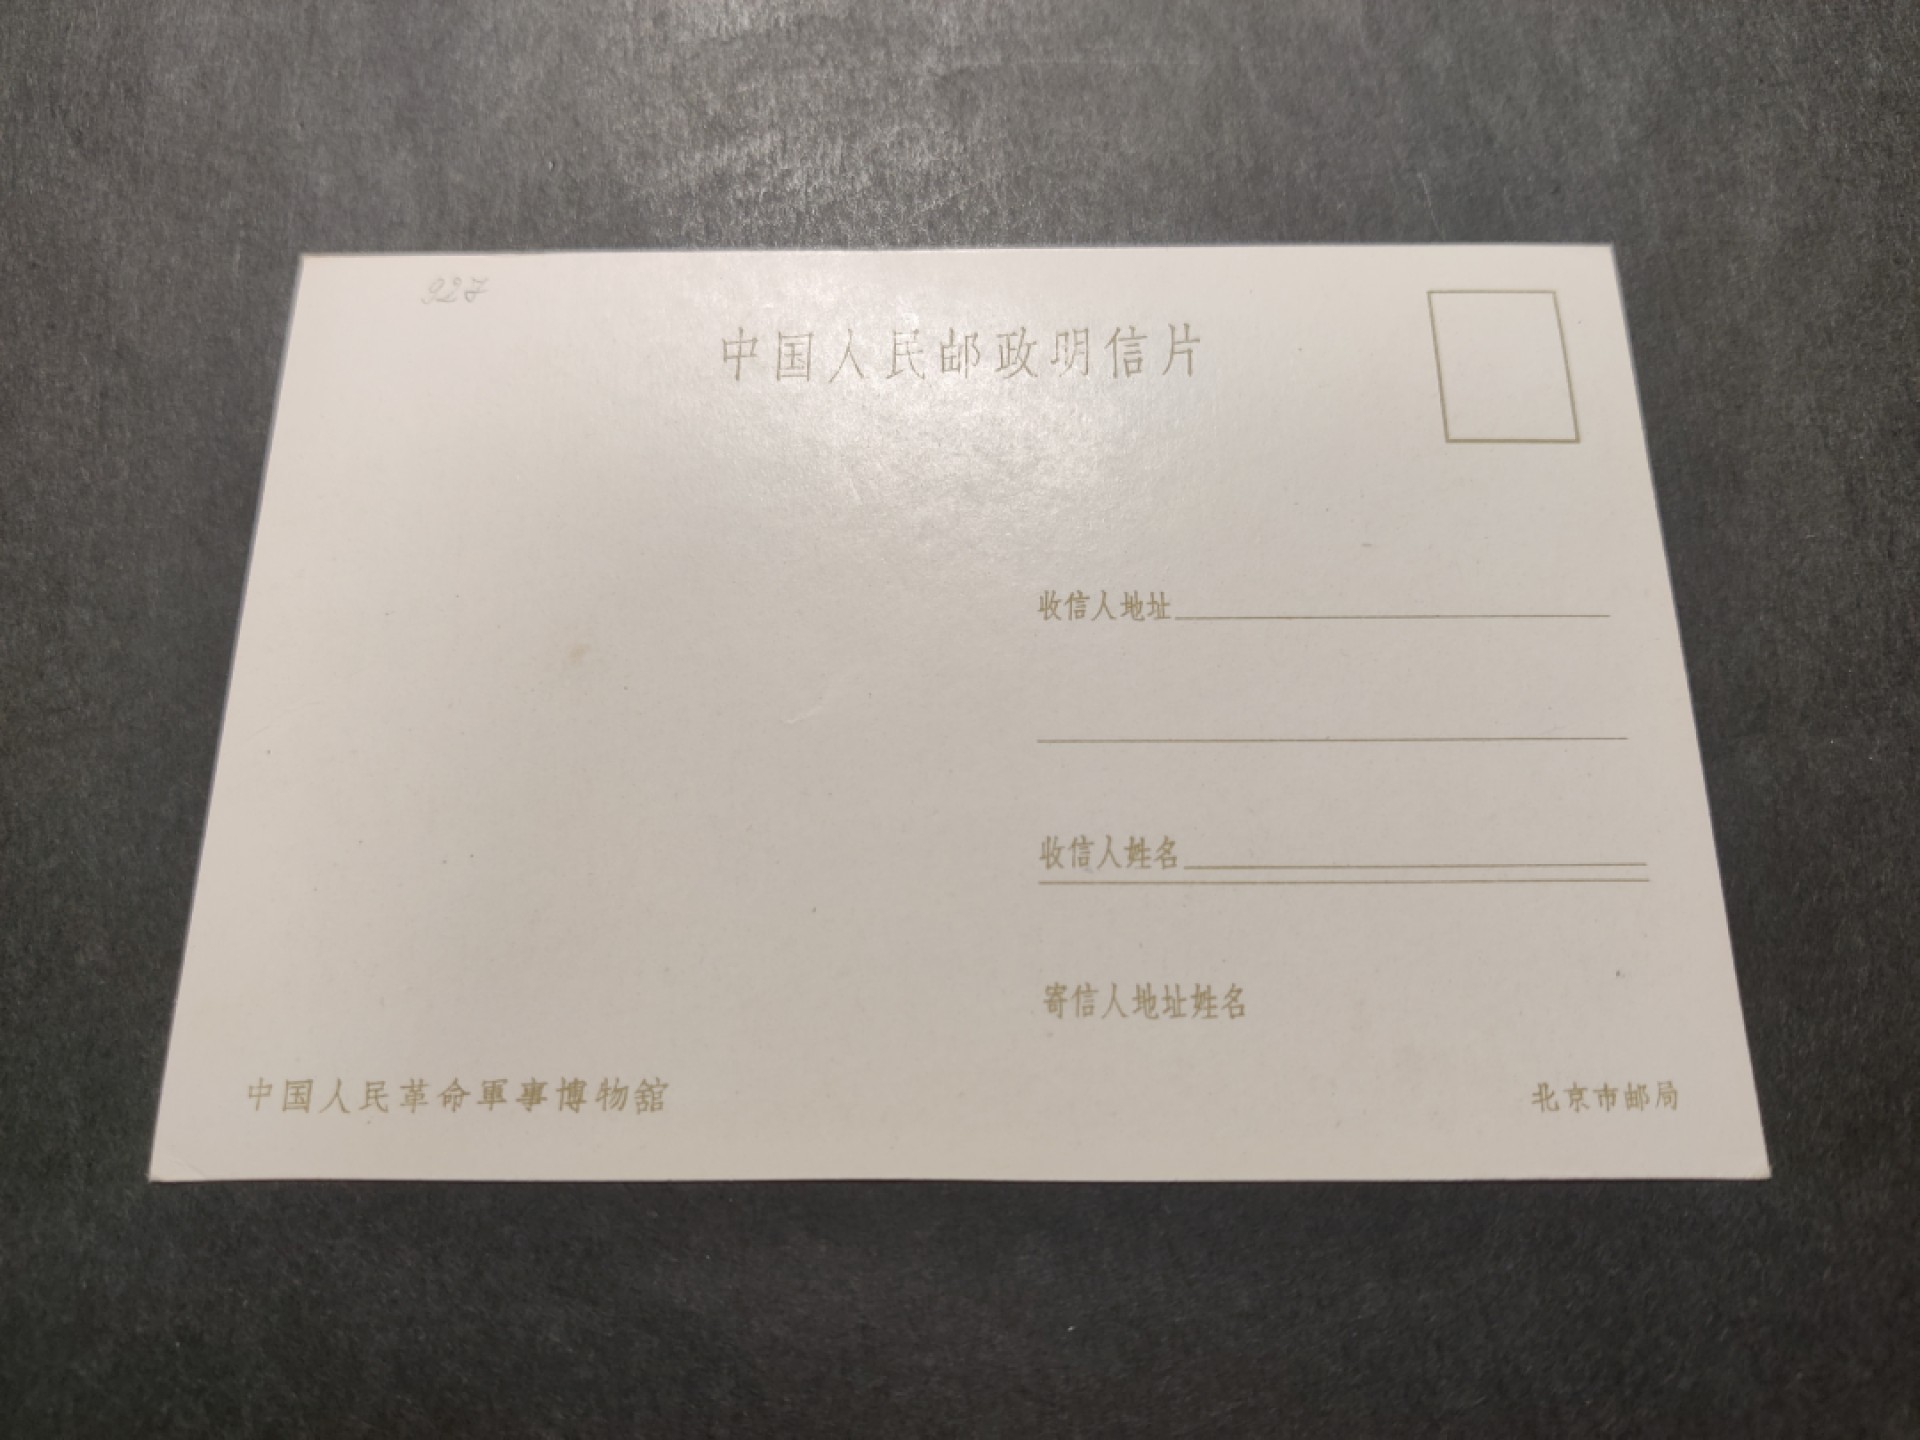 927
中国人民邮政明信片
收信人地址
收信人姓名
寄信人地址姓名
中国人民革命軍事博物舘
北京市邮局